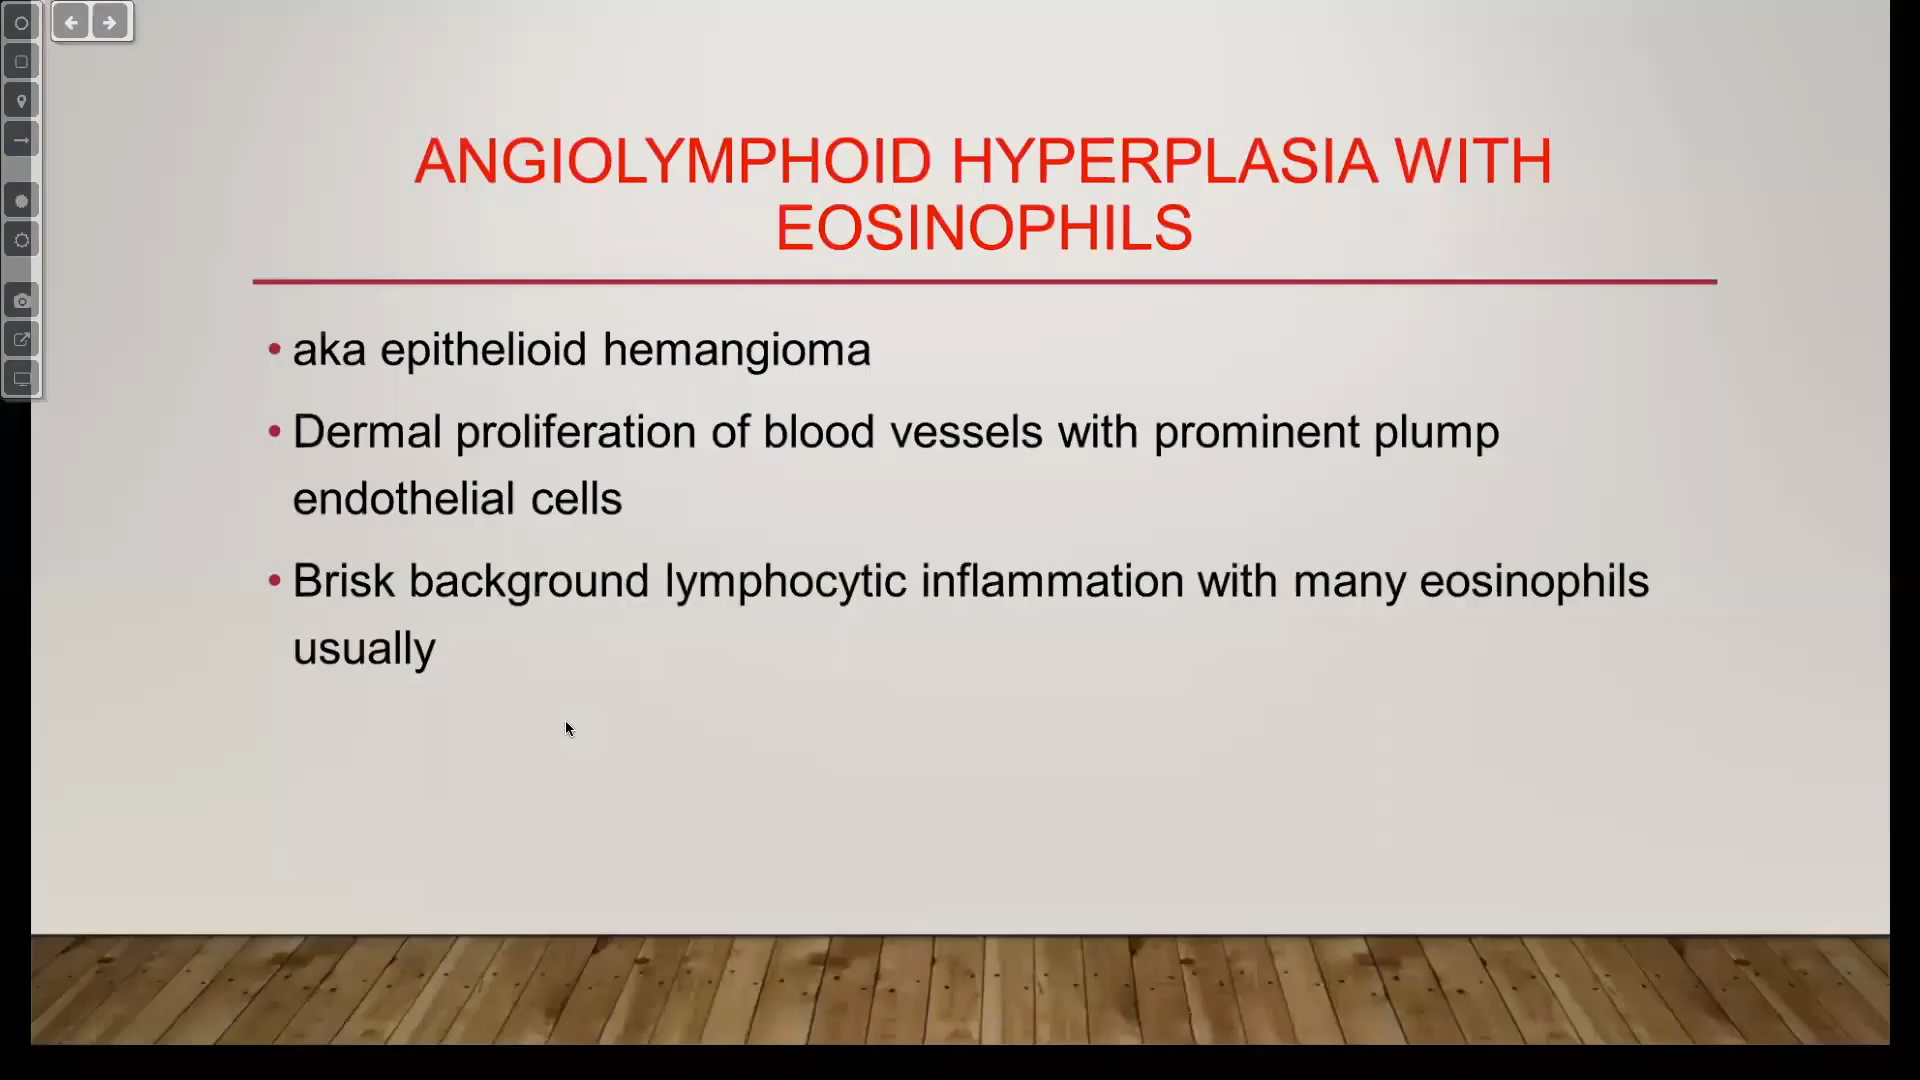 ANGIOLYMPHOID HYPERPLASIA WITH
EOSINOPHILS
• aka epithelioid hemangioma
• Dermal proliferation of blood vessels with prominent plump
endothelial cells
• Brisk background lymphocytic inflammation with many eosinophils
usually